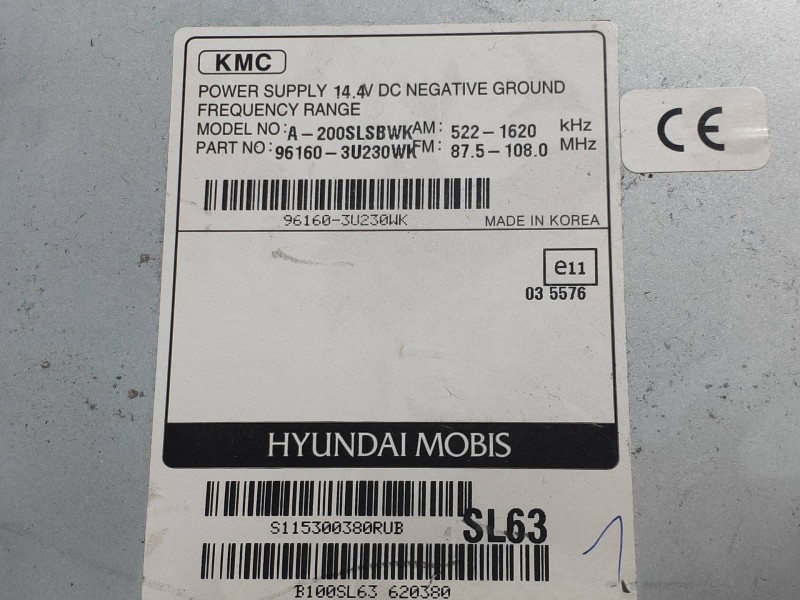 KMC
POWER SUPPLY 14.4V DC NEGATIVE GROUND
FREQUENCY RANGE
MODEL NO: A-200SLSBWK AM: 522-1620 kHz
PART NO: 96160-3U230WK FM: 87.5-108.0 MHz
96160-3U230WK MADE IN KOREA
CE
e11
03 5576
HYUNDAI MOBIS
S115300380RUB SL63
1
B100SL63 620380